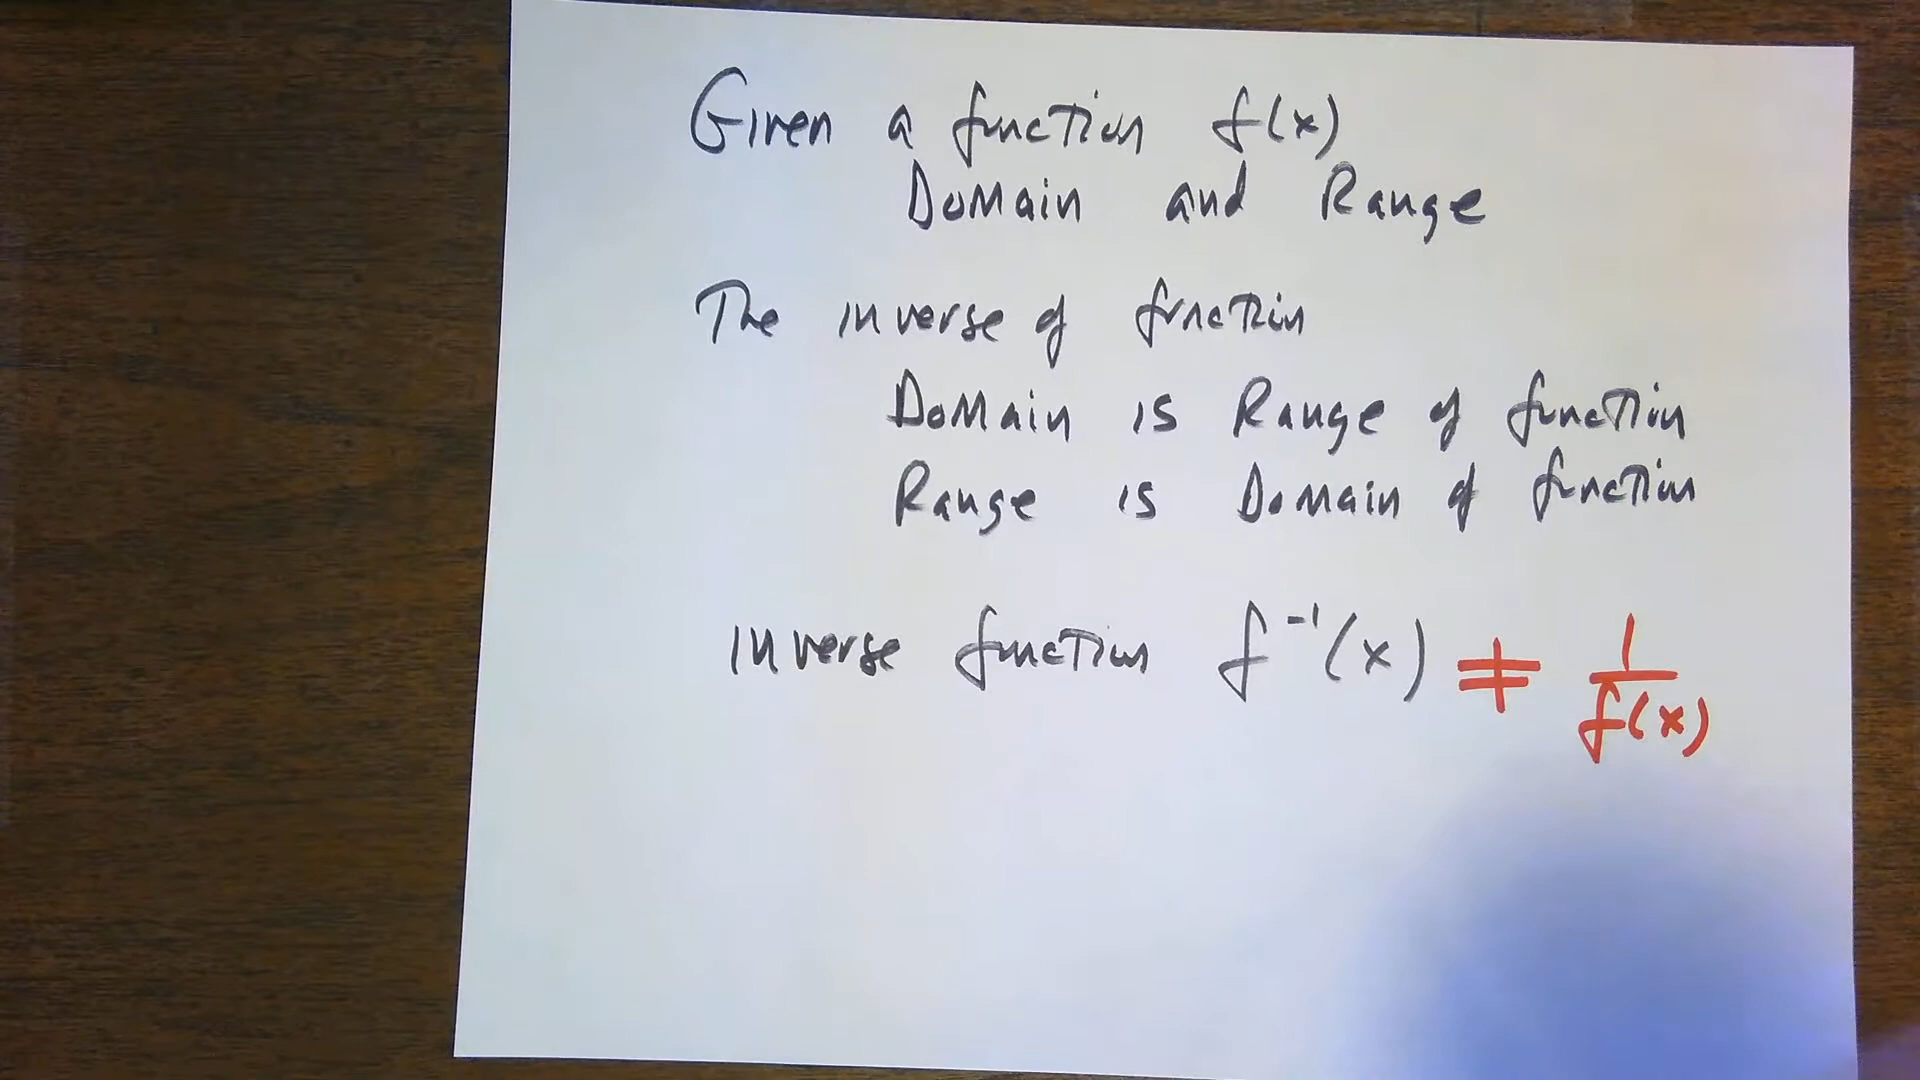 Given a function f(x)
Domain and Range
The inverse of function
Domain is Range of function
Range is Domain of function
inverse function f⁻¹(x) ≠ 1/f(x)